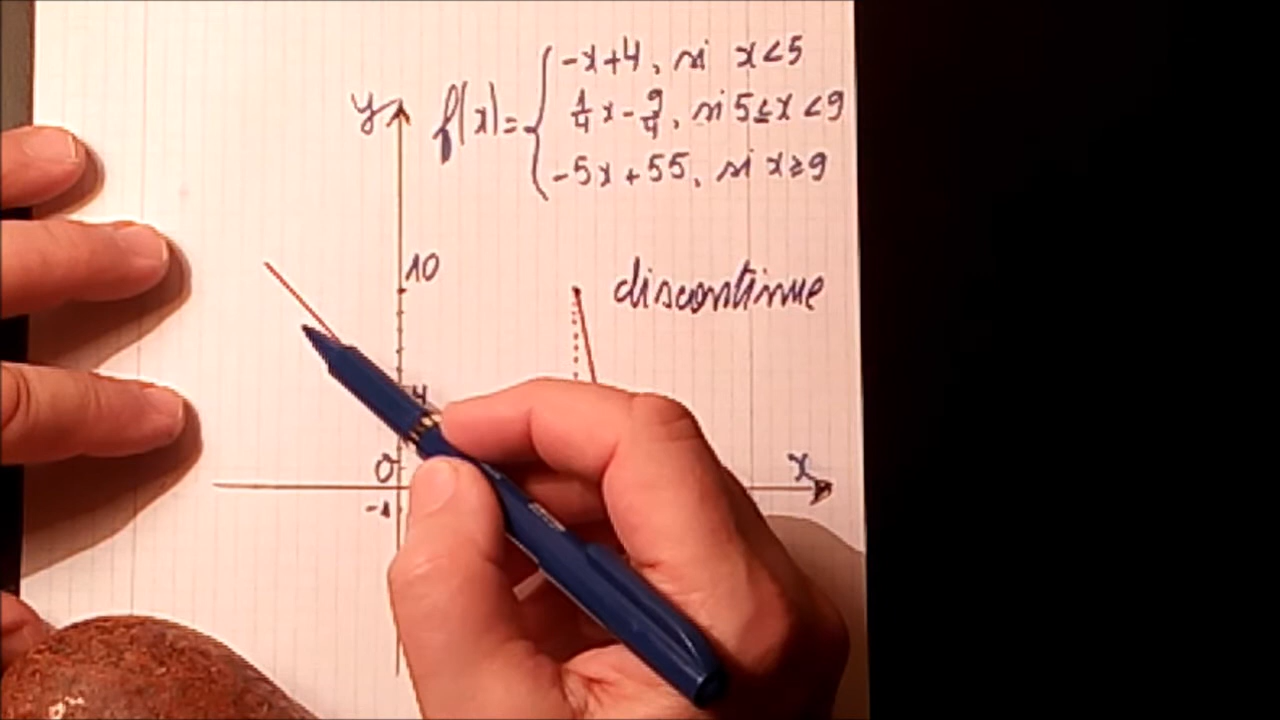 -x+4, si x<5
y f(x)= 1/4 x - 9/4, si 5≤x<9
-5x+55, si x≥9
10
discontinue
4
0
x
-1